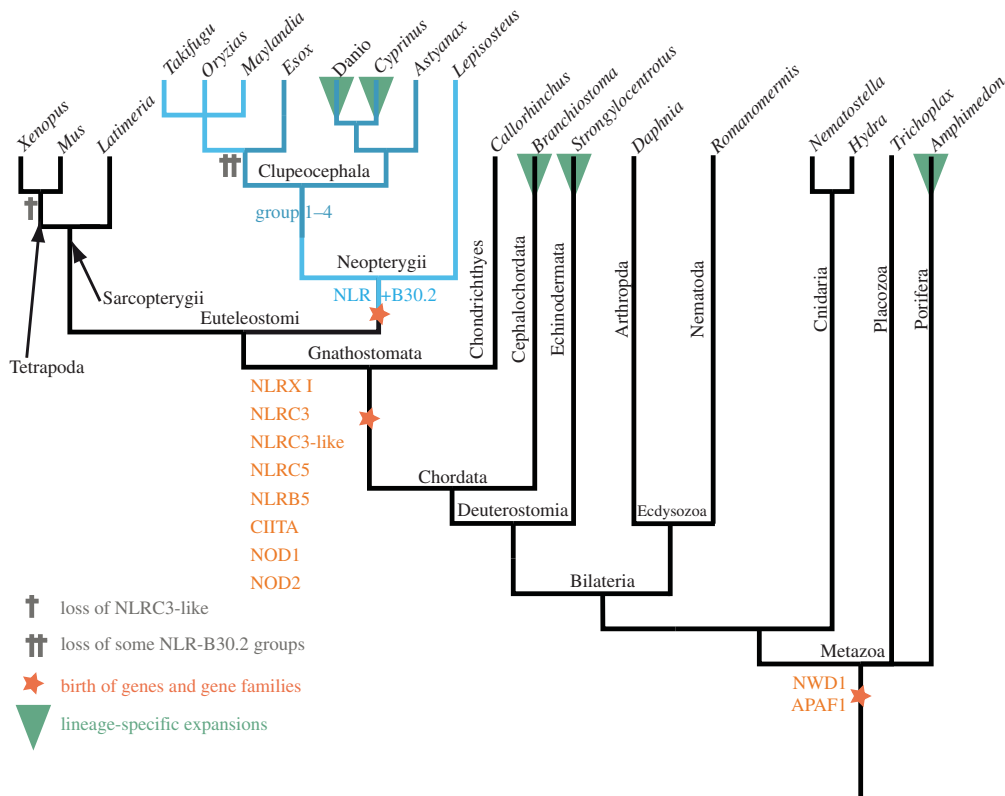 Takifugu
Oryzias
Maylandia
Esox
Danio
Cyprinus
Astyanax
Lepisosteus
Xenopus
Mus
Latimeria
Callorhinchus
Branchiostoma
Strongylocentrotus
Daphnia
Romanomermis
Nematostella
Hydra
Trichoplax
Amphimedon
††
Clupeocephala
†
group 1–4
Neopterygii
NLR +B30.2
Sarcopterygii
Euteleostomi
Tetrapoda
Gnathostomata
Chondrichthyes
Cephalochordata
Echinodermata
Arthropda
Nematoda
Cnidaria
Placozoa
Porifera
NLRX I
NLRC3
NLRC3-like
NLRC5
NLRB5
CIITA
NOD1
NOD2
Chordata
Deuterostomia
Ecdysozoa
Bilateria
Metazoa
NWD1
APAF1
† loss of NLRC3-like
†† loss of some NLR-B30.2 groups
birth of genes and gene families
lineage-specific expansions